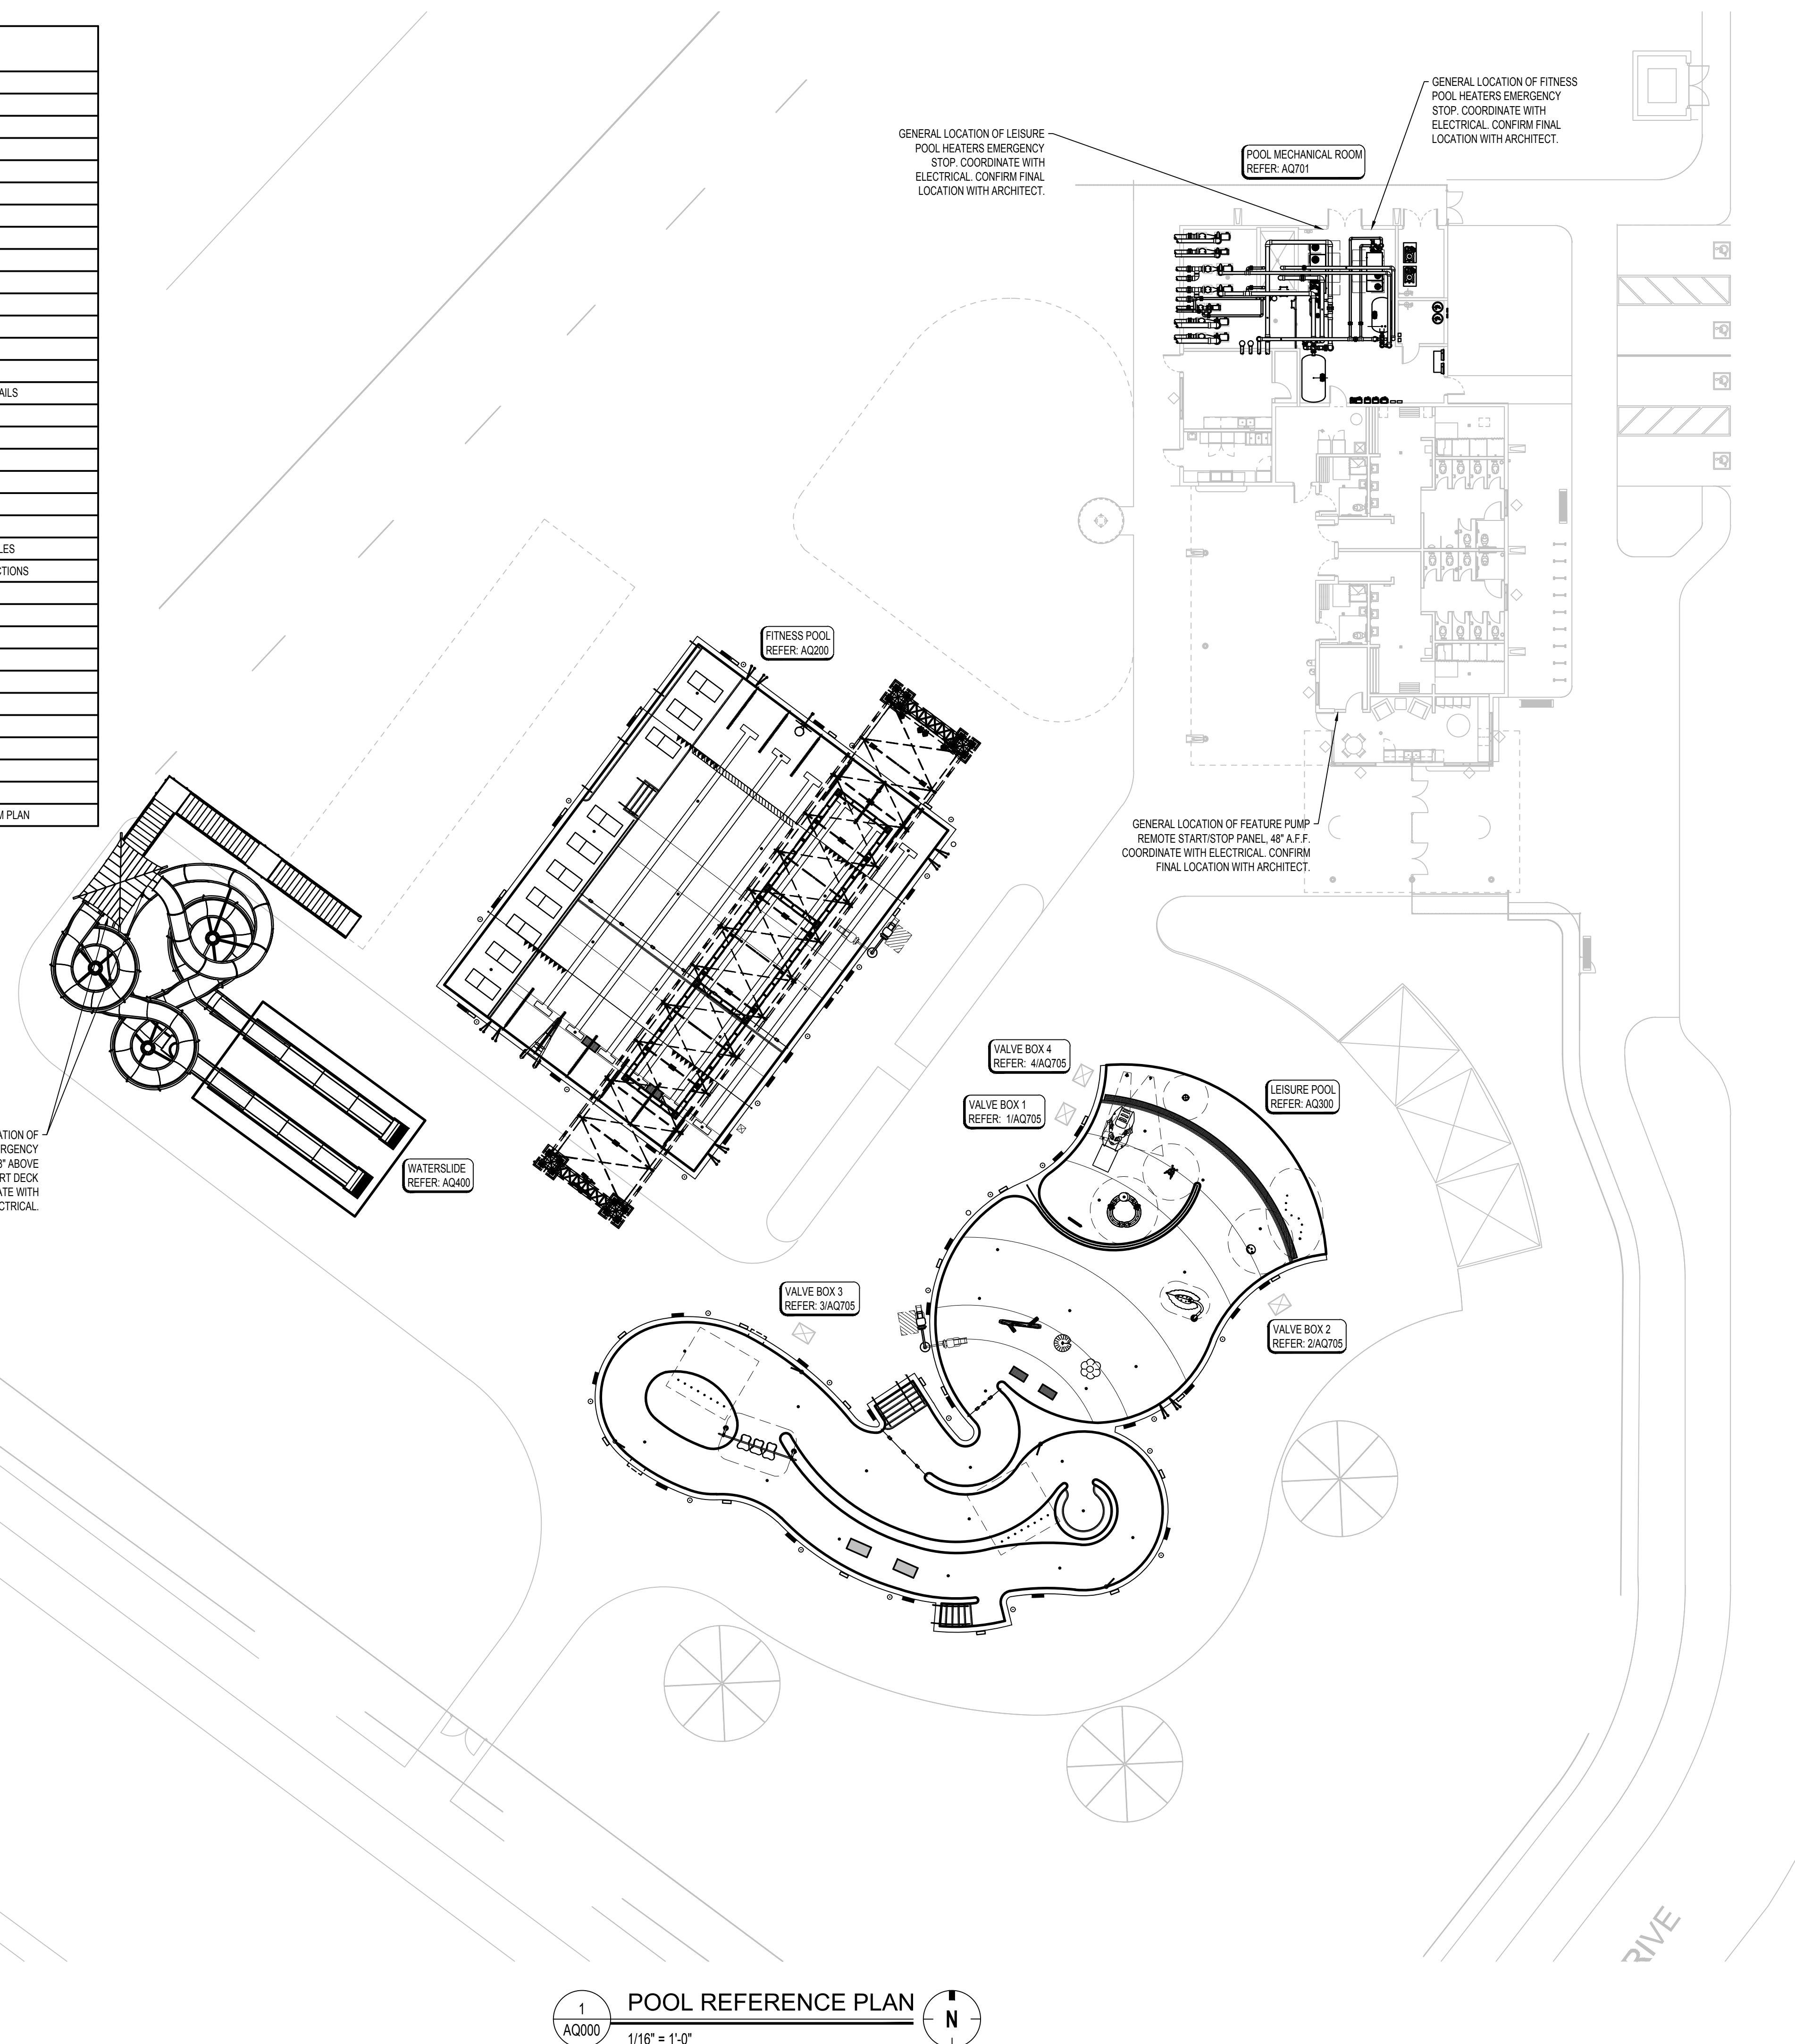 AILS
LES
CTIONS
M PLAN
GENERAL LOCATION OF LEISURE
POOL HEATERS EMERGENCY
STOP. COORDINATE WITH
ELECTRICAL. CONFIRM FINAL
LOCATION WITH ARCHITECT.
GENERAL LOCATION OF FITNESS
POOL HEATERS EMERGENCY
STOP. COORDINATE WITH
ELECTRICAL. CONFIRM FINAL
LOCATION WITH ARCHITECT.
POOL MECHANICAL ROOM
REFER: AQ701
FITNESS POOL
REFER: AQ200
GENERAL LOCATION OF FEATURE PUMP
REMOTE START/STOP PANEL, 48" A.F.F.
COORDINATE WITH ELECTRICAL. CONFIRM
FINAL LOCATION WITH ARCHITECT.
VALVE BOX 4
REFER: 4/AQ705
VALVE BOX 1
REFER: 1/AQ705
LEISURE POOL
REFER: AQ300
ATION OF
ERGENCY
8" ABOVE
RT DECK
ATE WITH
CTRICAL.
WATERSLIDE
REFER: AQ400
VALVE BOX 3
REFER: 3/AQ705
VALVE BOX 2
REFER: 2/AQ705
RIVE
1
AQ000
POOL REFERENCE PLAN
1/16" = 1'-0"
N